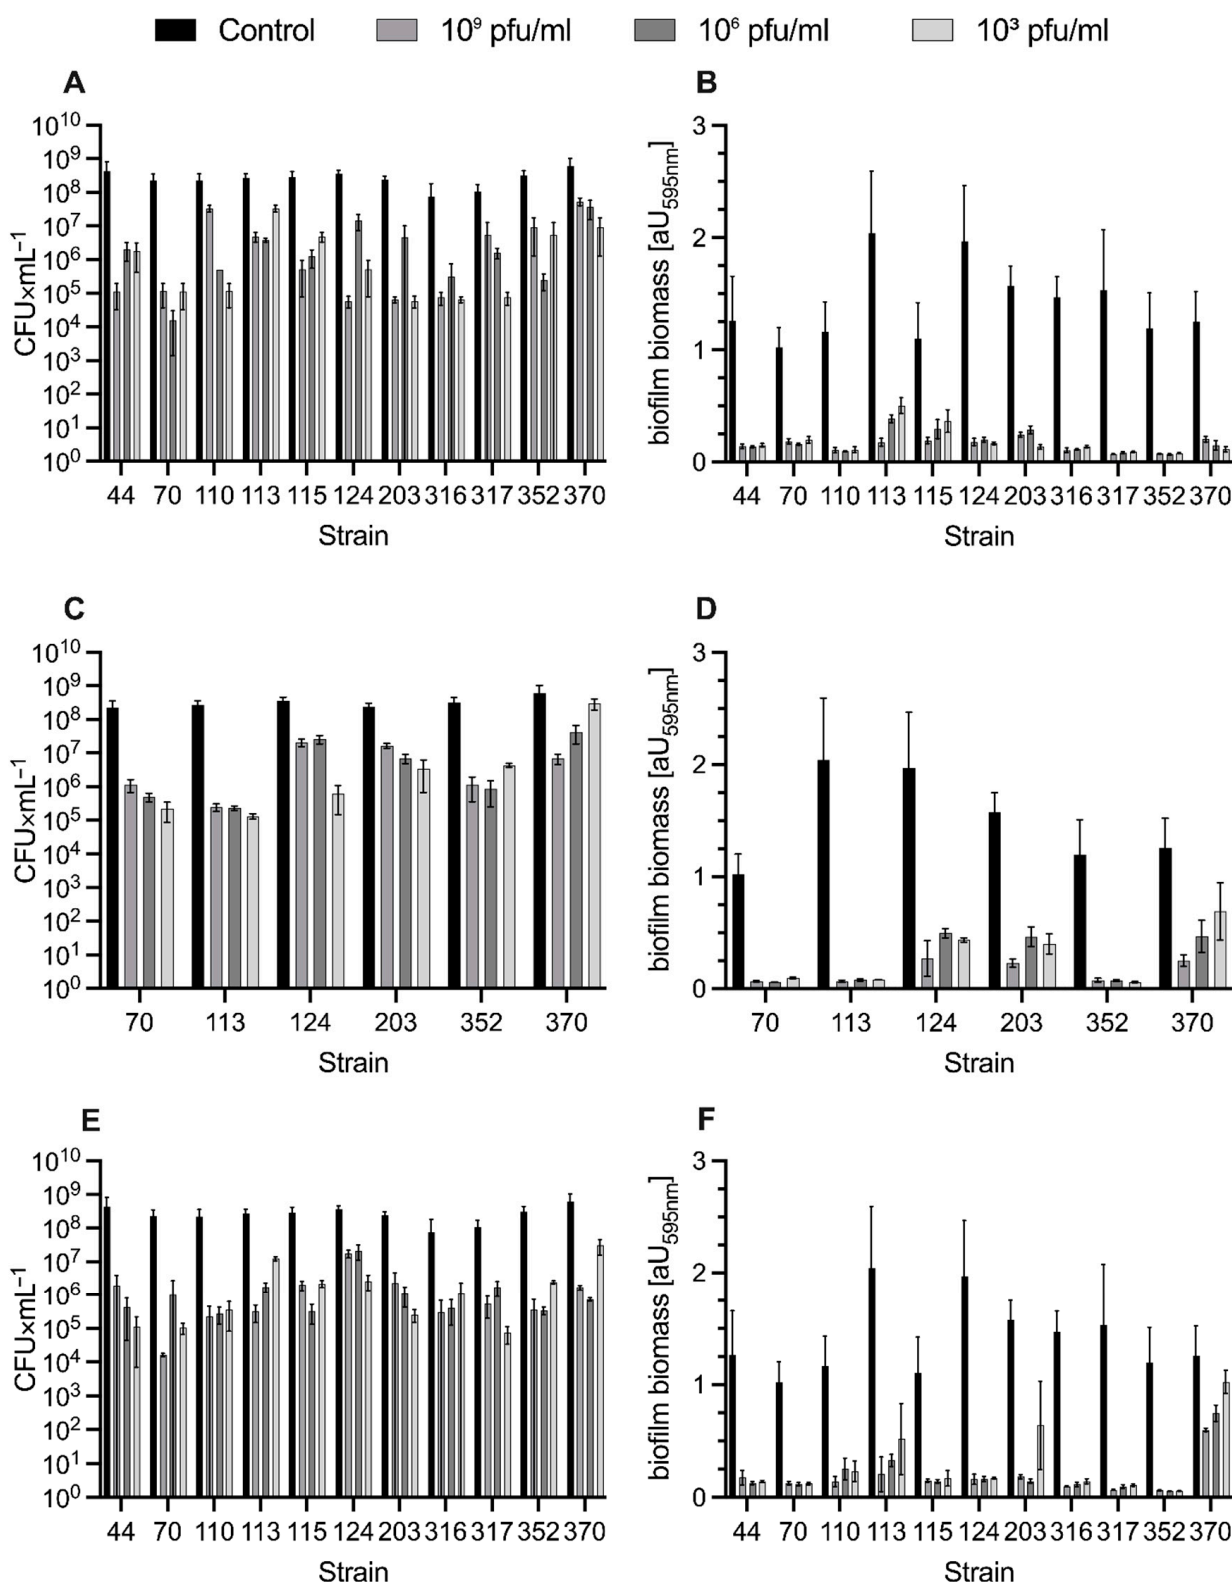 Control 10⁹ pfu/ml 10⁶ pfu/ml 10³ pfu/ml
A
CFU×mL⁻¹
10¹⁰
10⁹
10⁸
10⁷
10⁶
10⁵
10⁴
10³
10²
10¹
10⁰
44 70 110 113 115 124 203 316 317 352 370
Strain
B
biofilm biomass [aU595nm]
3
2
1
0
44 70 110 113 115 124 203 316 317 352 370
Strain
C
CFU×mL⁻¹
10¹⁰
10⁹
10⁸
10⁷
10⁶
10⁵
10⁴
10³
10²
10¹
10⁰
70 113 124 203 352 370
Strain
D
biofilm biomass [aU595nm]
3
2
1
0
70 113 124 203 352 370
Strain
E
CFU×mL⁻¹
10¹⁰
10⁹
10⁸
10⁷
10⁶
10⁵
10⁴
10³
10²
10¹
10⁰
44 70 110 113 115 124 203 316 317 352 370
Strain
F
biofilm biomass [aU595nm]
3
2
1
0
44 70 110 113 115 124 203 316 317 352 370
Strain